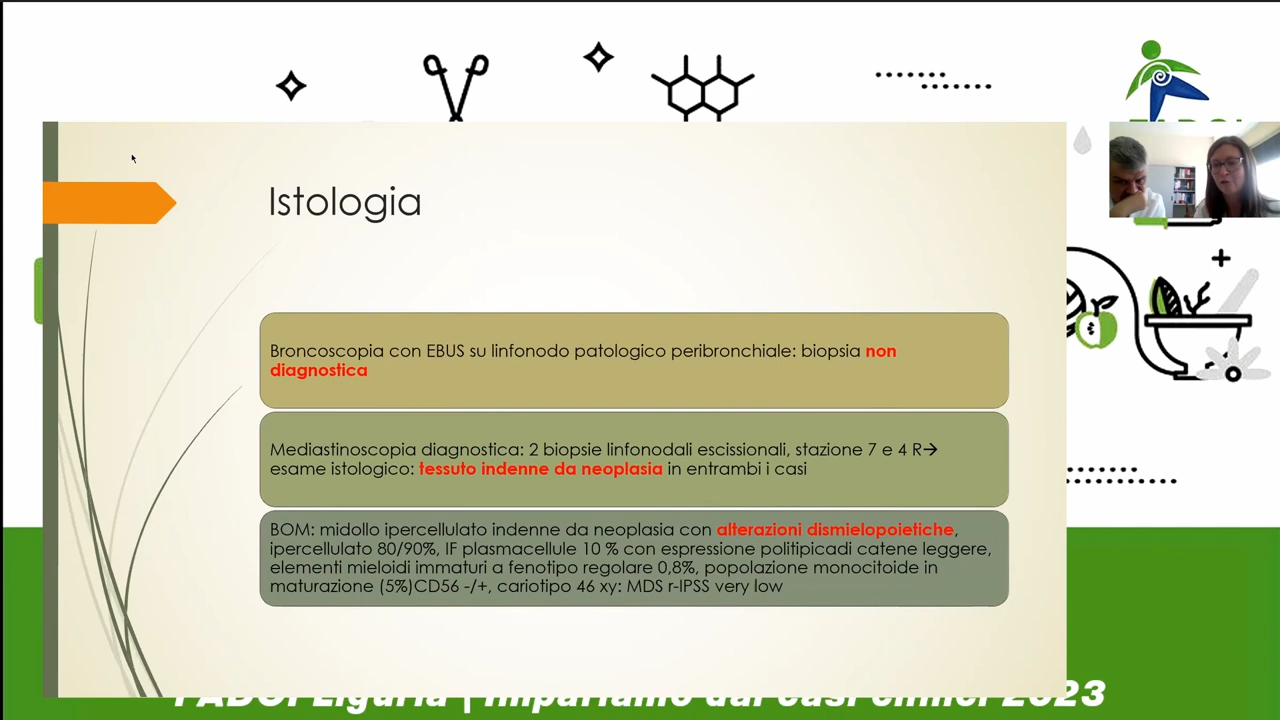 Istologia
Broncoscopia con EBUS su linfonodo patologico peribronchiale: biopsia non
diagnostica
Mediastinoscopia diagnostica: 2 biopsie linfonodali escissionali, stazione 7 e 4 R→
esame istologico: tessuto indenne da neoplasia in entrambi i casi
BOM: midollo ipercellulato indenne da neoplasia con alterazioni dismielopoietiche,
ipercellulato 80/90%, IF plasmacellule 10 % con espressione politipicadi catene leggere,
elementi mieloidi immaturi a fenotipo regolare 0,8%, popolazione monocitoide in
maturazione (5%)CD56 -/+, cariotipo 46 xy: MDS r-IPSS very low
FADOI Liguria | Impariamo dai casi clinici 2023